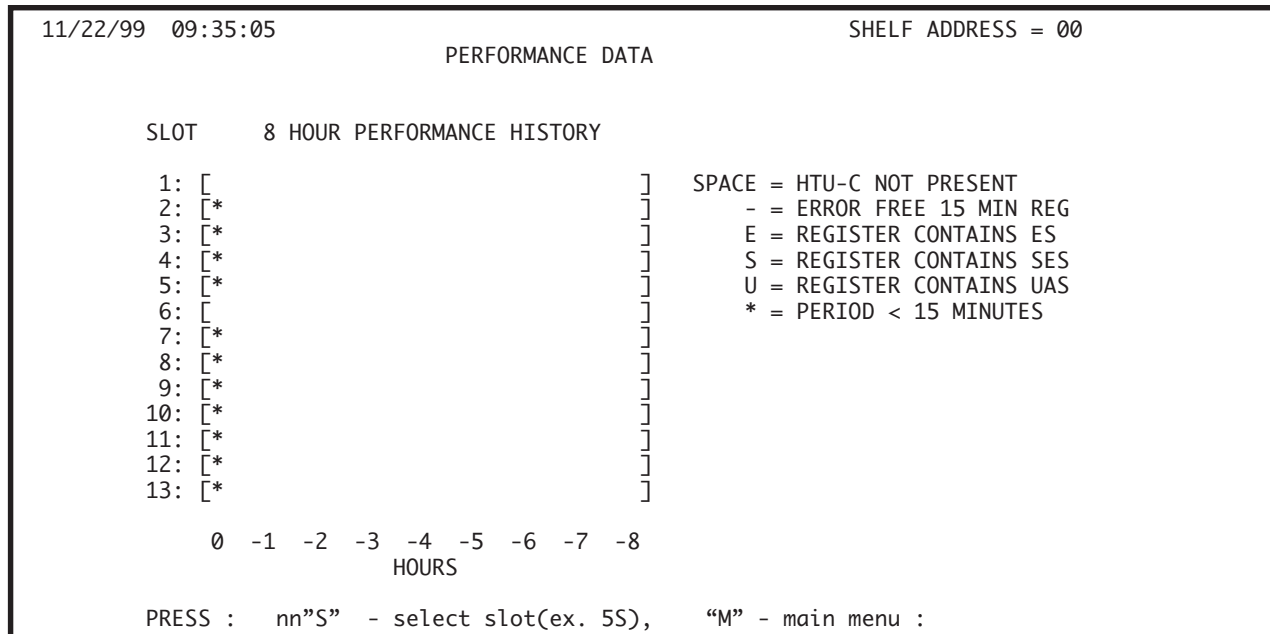 11/22/99  09:35:05                                                        SHELF ADDRESS = 00
PERFORMANCE DATA
SLOT     8 HOUR PERFORMANCE HISTORY
1: [                                 ]   SPACE = HTU-C NOT PRESENT
2: [*                                ]       - = ERROR FREE 15 MIN REG
3: [*                                ]       E = REGISTER CONTAINS ES
4: [*                                ]       S = REGISTER CONTAINS SES
5: [*                                ]       U = REGISTER CONTAINS UAS
6: [                                 ]       * = PERIOD < 15 MINUTES
7: [*                                ]
8: [*                                ]
9: [*                                ]
10: [*                                ]
11: [*                                ]
12: [*                                ]
13: [*                                ]
0  -1  -2  -3  -4  -5  -6  -7  -8
HOURS
PRESS :   nn”S”  - select slot(ex. 5S),    “M” - main menu :